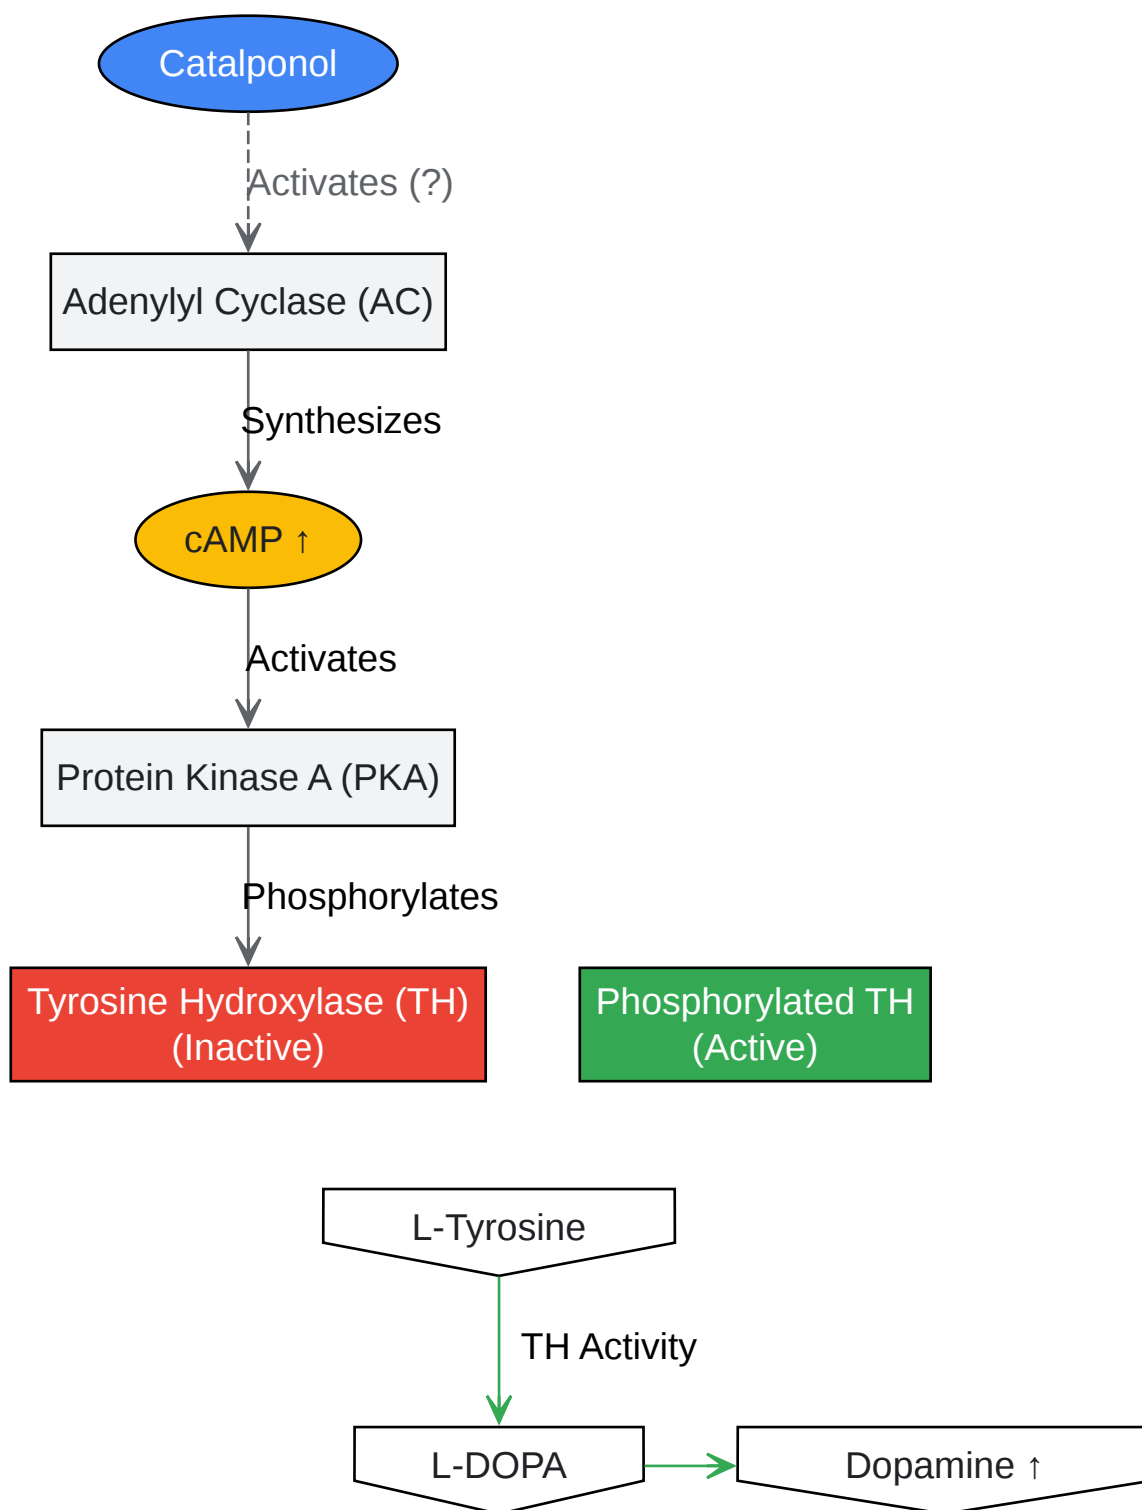 Catalponol
Activates (?)
Adenylyl Cyclase (AC)
Synthesizes
cAMP ↑
Activates
Protein Kinase A (PKA)
Phosphorylates
Tyrosine Hydroxylase (TH)
(Inactive)
Phosphorylated TH
(Active)
L-Tyrosine
TH Activity
L-DOPA
Dopamine ↑